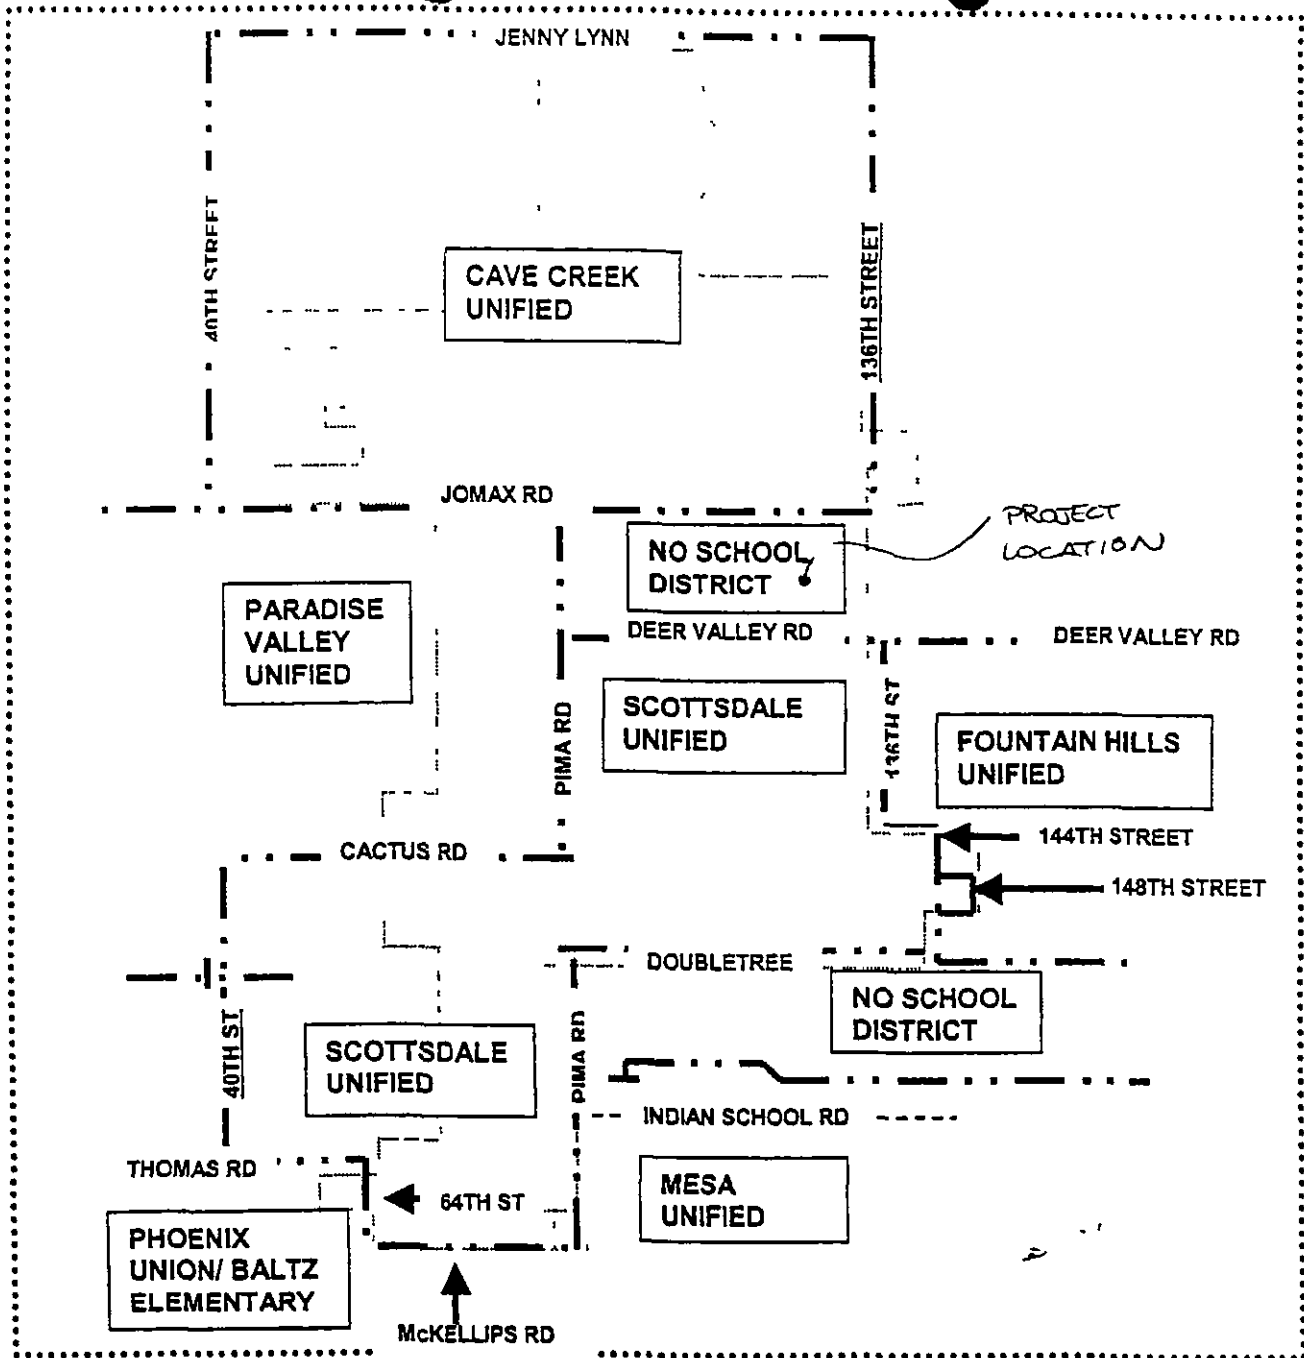 JENNY LYNN
40TH STREET
136TH STREET
CAVE CREEK
UNIFIED
JOMAX RD
PROJECT
LOCATION
NO SCHOOL
DISTRICT
PARADISE
VALLEY
UNIFIED
DEER VALLEY RD
DEER VALLEY RD
SCOTTSDALE
UNIFIED
136TH ST
PIMA RD
FOUNTAIN HILLS
UNIFIED
144TH STREET
CACTUS RD
148TH STREET
DOUBLETREE
NO SCHOOL
DISTRICT
40TH ST
SCOTTSDALE
UNIFIED
PIMA RD
INDIAN SCHOOL RD
THOMAS RD
64TH ST
MESA
UNIFIED
PHOENIX
UNION/ BALTZ
ELEMENTARY
McKELLIPS RD